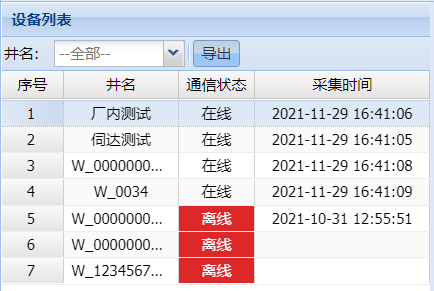 设备列表
井名: --全部-- 导出
序号 井名 通信状态 采集时间
1 厂内测试 在线 2021-11-29 16:41:06
2 伺达测试 在线 2021-11-29 16:41:05
3 W_0000000... 在线 2021-11-29 16:41:08
4 W_0034 在线 2021-11-29 16:41:09
5 W_0000000... 离线 2021-10-31 12:55:51
6 W_0000000... 离线
7 W_1234567... 离线